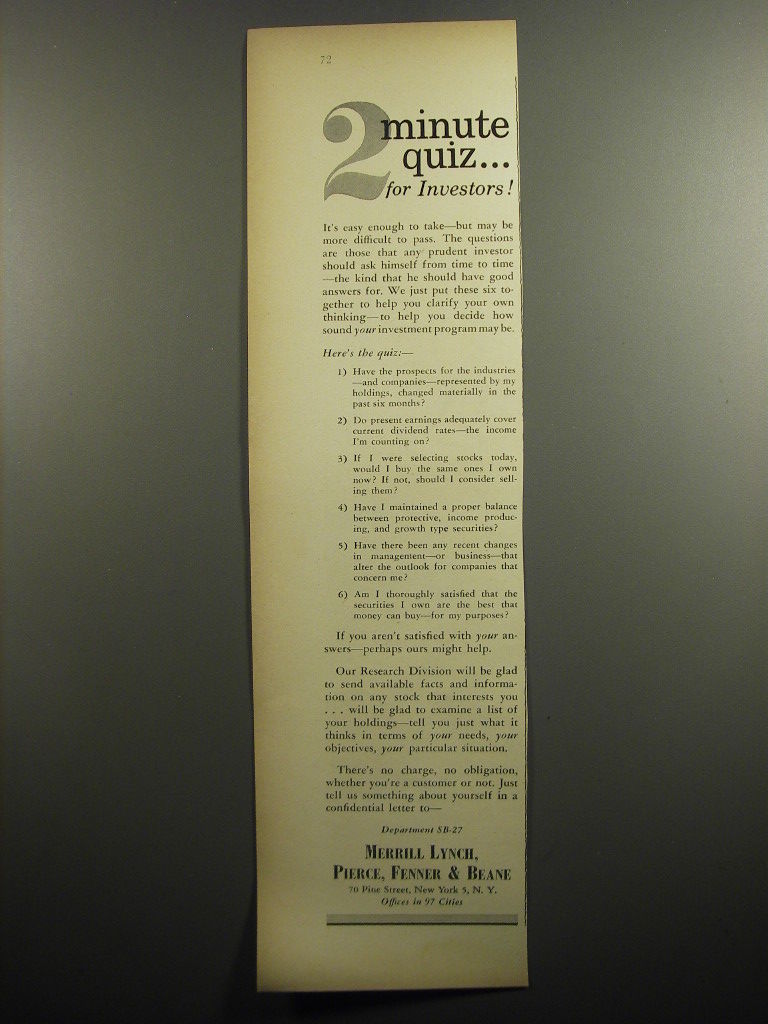 72
2 minute
quiz...
for Investors!
It's easy enough to take—but may be
more difficult to pass. The questions
are those that any prudent investor
should ask himself from time to time
—the kind that he should have good
answers for. We just put these six to-
gether to help you clarify your own
thinking—to help you decide how
sound your investment program may be.
Here's the quiz:—
1) Have the prospects for the industries
—and companies—represented by my
holdings, changed materially in the
past six months?
2) Do present earnings adequately cover
current dividend rates—the income
I'm counting on?
3) If I were selecting stocks today,
would I buy the same ones I own
now? If not, should I consider sell-
ing them?
4) Have I maintained a proper balance
between protective, income produc-
ing, and growth type securities?
5) Have there been any recent changes
in management—or business—that
alter the outlook for companies that
concern me?
6) Am I thoroughly satisfied that the
securities I own are the best that
money can buy—for my purposes?
If you aren't satisfied with your an-
swers—perhaps ours might help.
Our Research Division will be glad
to send available facts and informa-
tion on any stock that interests you
. . . will be glad to examine a list of
your holdings—tell you just what it
thinks in terms of your needs, your
objectives, your particular situation.
There's no charge, no obligation,
whether you're a customer or not. Just
tell us something about yourself in a
confidential letter to—
Department SB-27
MERRILL LYNCH,
PIERCE, FENNER & BEANE
70 Pine Street, New York 5, N. Y.
Offices in 97 Cities